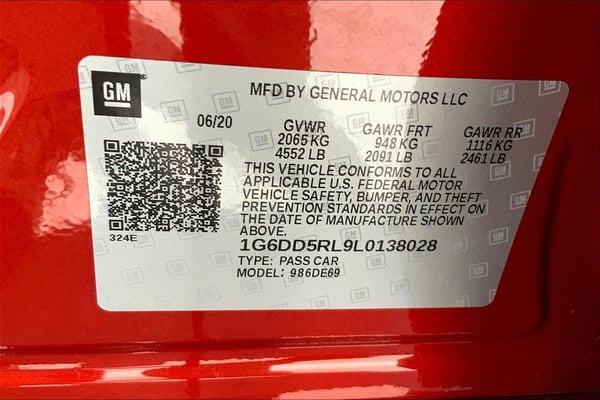 GM
MFD BY GENERAL MOTORS LLC
06/20
GVWR GAWR FRT GAWR RR
2065 KG 948 KG 1116 KG
4552 LB 2091 LB 2461 LB
THIS VEHICLE CONFORMS TO ALL
APPLICABLE U.S. FEDERAL MOTOR
VEHICLE SAFETY, BUMPER, AND THEFT
PREVENTION STANDARDS IN EFFECT ON
THE DATE OF MANUFACTURE SHOWN
ABOVE.
324E
1G6DD5RL9L0138028
TYPE: PASS CAR
MODEL: 986DE69